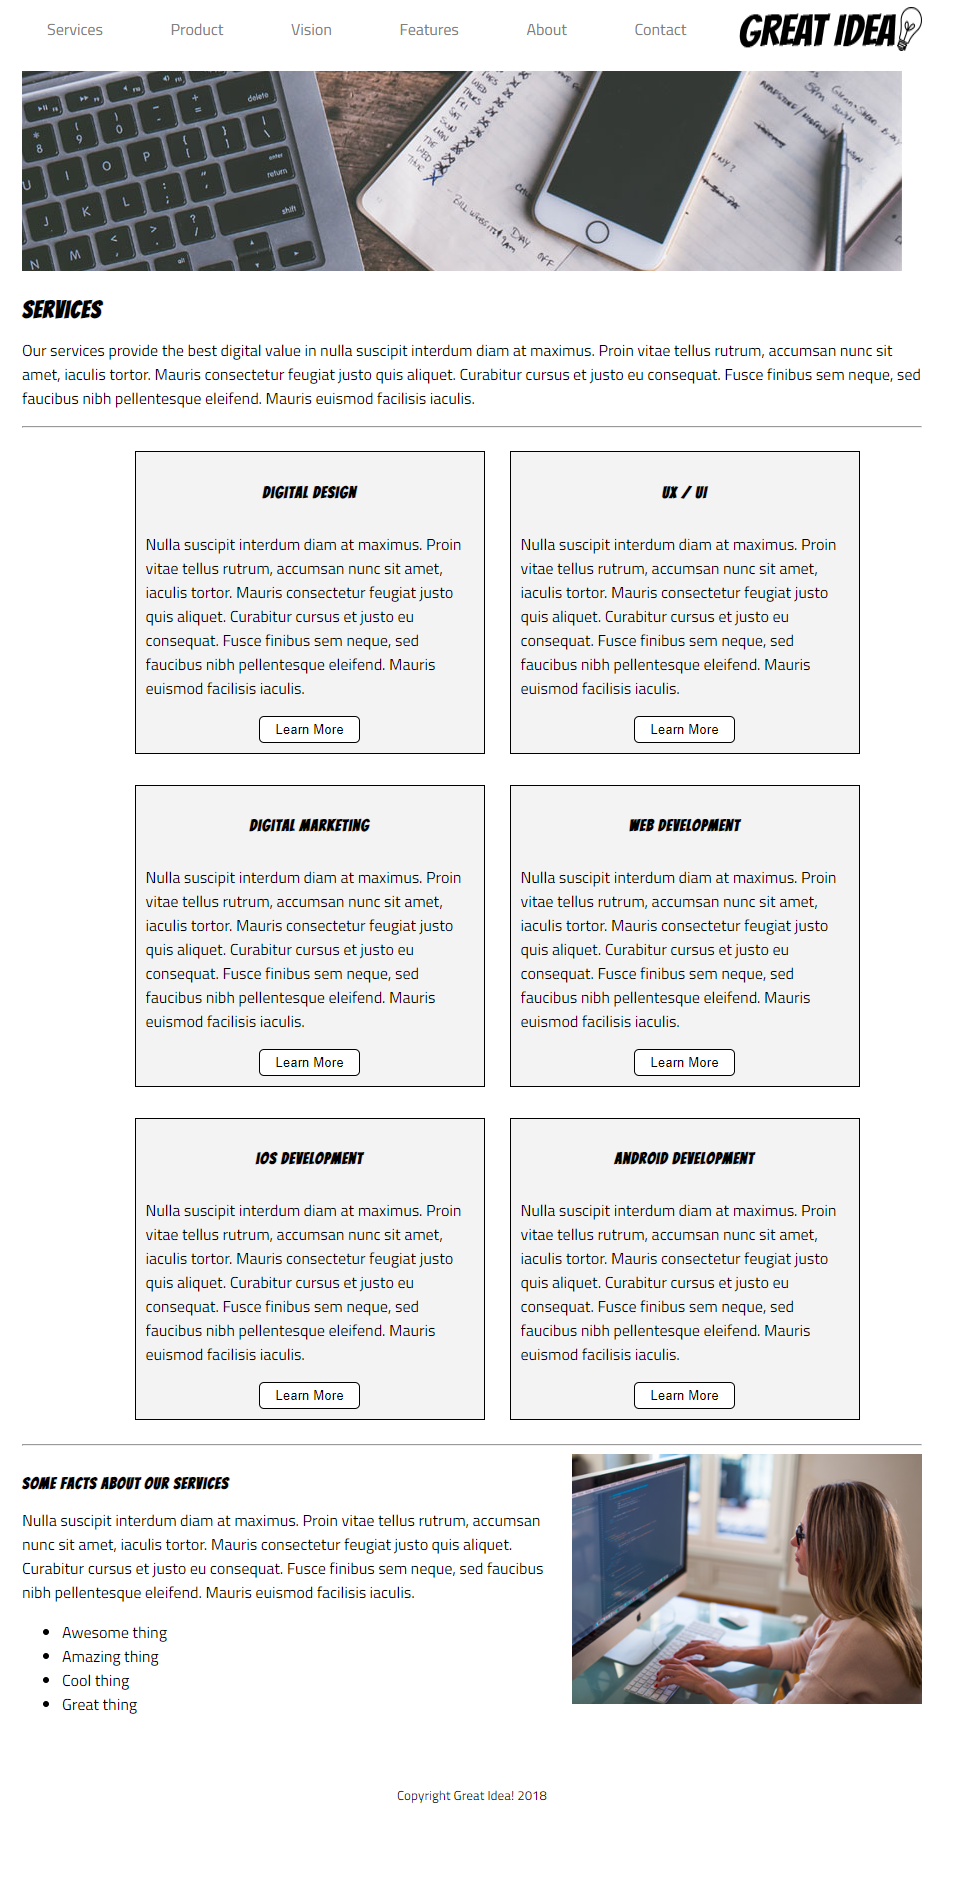 Services Product Vision Features About Contact GREAT IDEA
delete
enter
return
shift
DAY
OFF
SERVICES
Our services provide the best digital value in nulla suscipit interdum diam at maximus. Proin vitae tellus rutrum, accumsan nunc sit
amet, iaculis tortor. Mauris consectetur feugiat justo quis aliquet. Curabitur cursus et justo eu consequat. Fusce finibus sem neque, sed
faucibus nibh pellentesque eleifend. Mauris euismod facilisis iaculis.
DIGITAL DESIGN
Nulla suscipit interdum diam at maximus. Proin
vitae tellus rutrum, accumsan nunc sit amet,
iaculis tortor. Mauris consectetur feugiat justo
quis aliquet. Curabitur cursus et justo eu
consequat. Fusce finibus sem neque, sed
faucibus nibh pellentesque eleifend. Mauris
euismod facilisis iaculis.
Learn More
UX / UI
Nulla suscipit interdum diam at maximus. Proin
vitae tellus rutrum, accumsan nunc sit amet,
iaculis tortor. Mauris consectetur feugiat justo
quis aliquet. Curabitur cursus et justo eu
consequat. Fusce finibus sem neque, sed
faucibus nibh pellentesque eleifend. Mauris
euismod facilisis iaculis.
Learn More
DIGITAL MARKETING
Nulla suscipit interdum diam at maximus. Proin
vitae tellus rutrum, accumsan nunc sit amet,
iaculis tortor. Mauris consectetur feugiat justo
quis aliquet. Curabitur cursus et justo eu
consequat. Fusce finibus sem neque, sed
faucibus nibh pellentesque eleifend. Mauris
euismod facilisis iaculis.
Learn More
WEB DEVELOPMENT
Nulla suscipit interdum diam at maximus. Proin
vitae tellus rutrum, accumsan nunc sit amet,
iaculis tortor. Mauris consectetur feugiat justo
quis aliquet. Curabitur cursus et justo eu
consequat. Fusce finibus sem neque, sed
faucibus nibh pellentesque eleifend. Mauris
euismod facilisis iaculis.
Learn More
IOS DEVELOPMENT
Nulla suscipit interdum diam at maximus. Proin
vitae tellus rutrum, accumsan nunc sit amet,
iaculis tortor. Mauris consectetur feugiat justo
quis aliquet. Curabitur cursus et justo eu
consequat. Fusce finibus sem neque, sed
faucibus nibh pellentesque eleifend. Mauris
euismod facilisis iaculis.
Learn More
ANDROID DEVELOPMENT
Nulla suscipit interdum diam at maximus. Proin
vitae tellus rutrum, accumsan nunc sit amet,
iaculis tortor. Mauris consectetur feugiat justo
quis aliquet. Curabitur cursus et justo eu
consequat. Fusce finibus sem neque, sed
faucibus nibh pellentesque eleifend. Mauris
euismod facilisis iaculis.
Learn More
SOME FACTS ABOUT OUR SERVICES
Nulla suscipit interdum diam at maximus. Proin vitae tellus rutrum, accumsan
nunc sit amet, iaculis tortor. Mauris consectetur feugiat justo quis aliquet.
Curabitur cursus et justo eu consequat. Fusce finibus sem neque, sed faucibus
nibh pellentesque eleifend. Mauris euismod facilisis iaculis.
Awesome thing
Amazing thing
Cool thing
Great thing
Copyright Great Idea! 2018